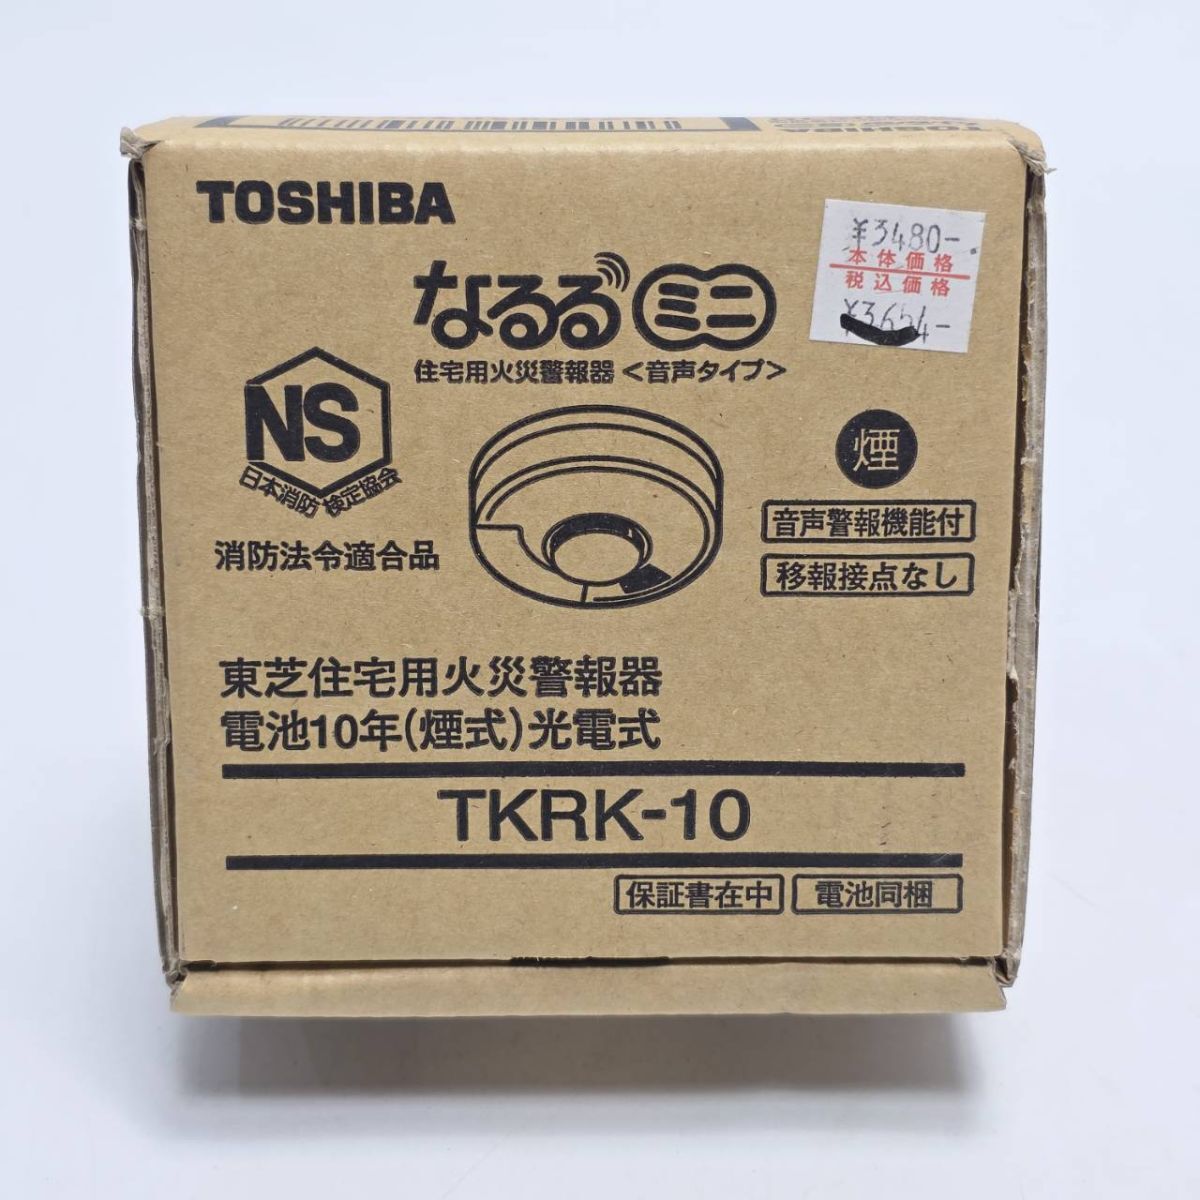 TOSHIBA
TOSHIBA
¥3480-
本体価格
税込価格
¥3654-
なるるミニ
住宅用火災警報器<音声タイプ>
NS
日本消防検定協会
消防法令適合品
煙
音声警報機能付
移報接点なし
東芝住宅用火災警報器
電池10年(煙式)光電式
TKRK-10
保証書在中
電池同梱